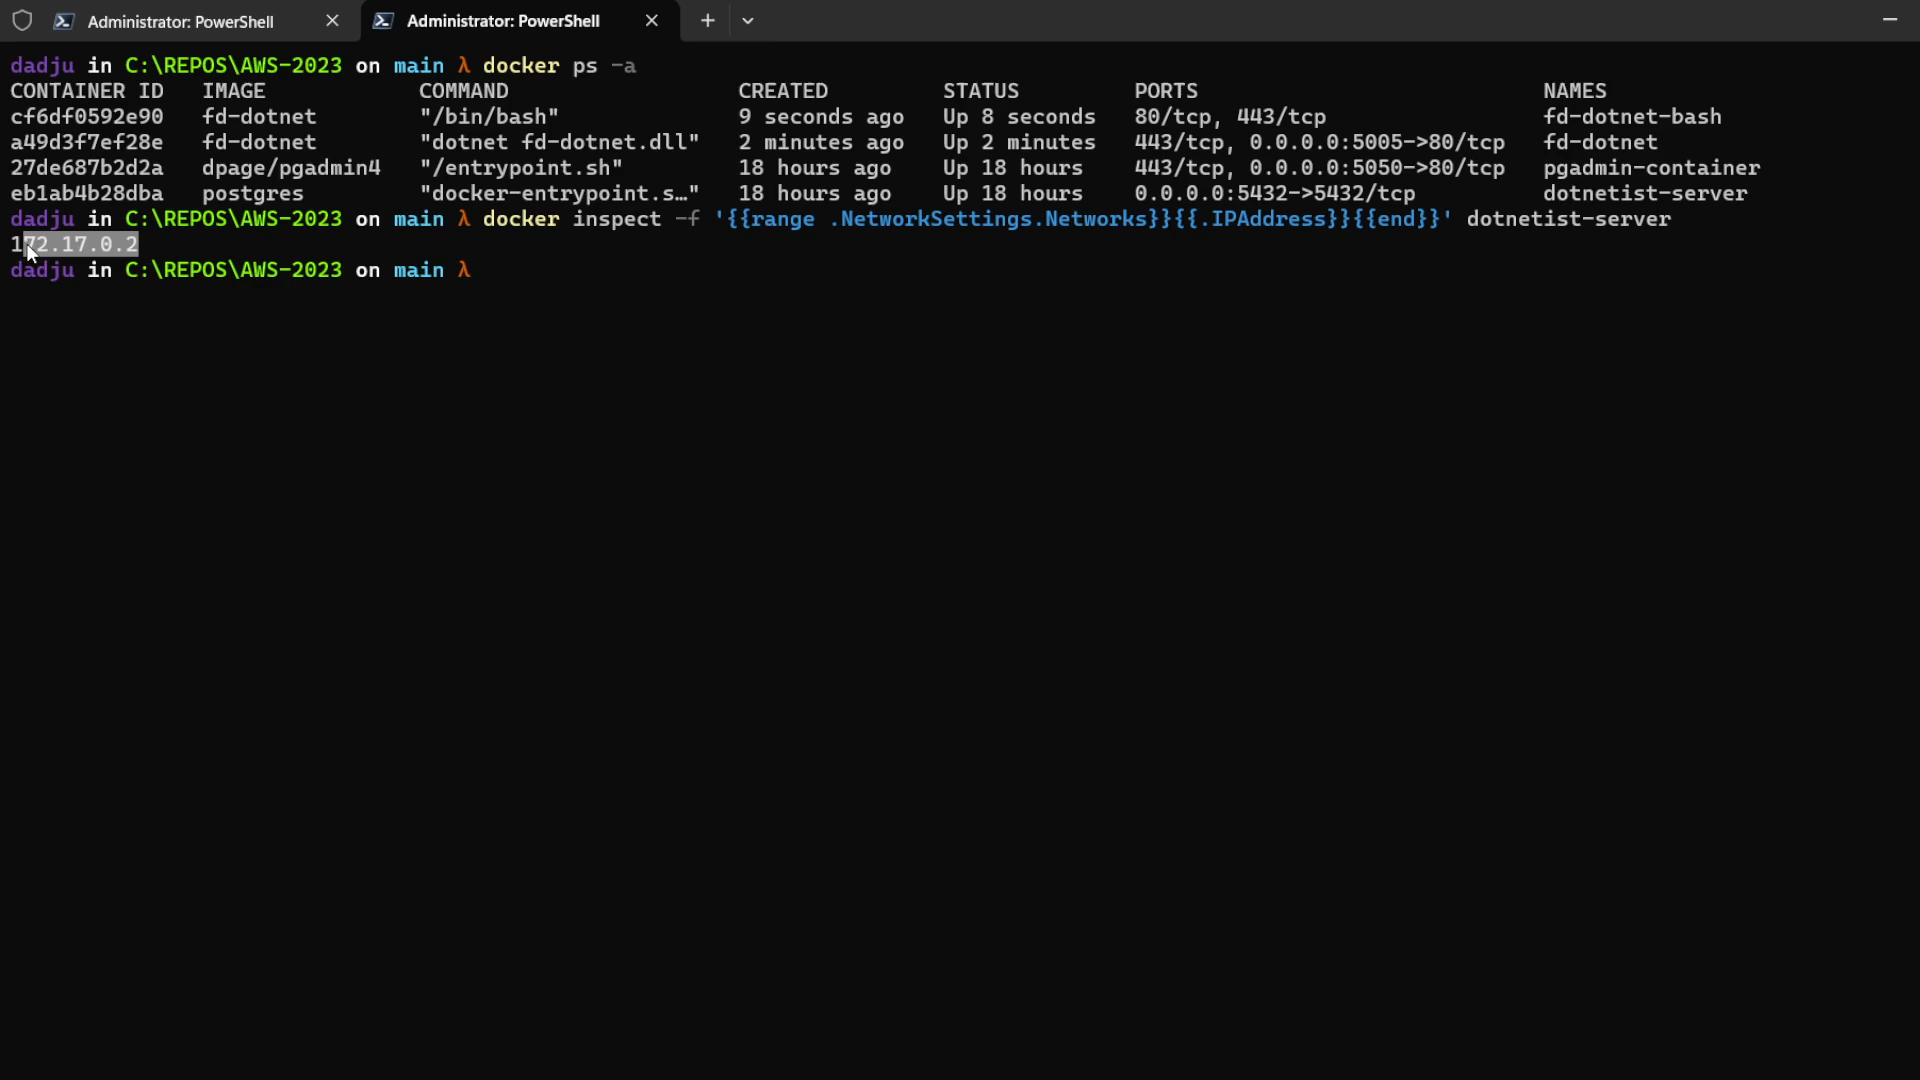 Administrator: PowerShell
Administrator: PowerShell
dadju in C:\REPOS\AWS-2023 on main λ docker ps -a
CONTAINER ID   IMAGE            COMMAND                  CREATED         STATUS         PORTS                           NAMES
cf6df0592e90   fd-dotnet        "/bin/bash"              9 seconds ago   Up 8 seconds   80/tcp, 443/tcp                 fd-dotnet-bash
a49d3f7ef28e   fd-dotnet        "dotnet fd-dotnet.dll"   2 minutes ago   Up 2 minutes   443/tcp, 0.0.0.0:5005->80/tcp   fd-dotnet
27de687b2d2a   dpage/pgadmin4   "/entrypoint.sh"         18 hours ago    Up 18 hours    443/tcp, 0.0.0.0:5050->80/tcp   pgadmin-container
eb1ab4b28dba   postgres         "docker-entrypoint.s…"   18 hours ago    Up 18 hours    0.0.0.0:5432->5432/tcp          dotnetist-server
dadju in C:\REPOS\AWS-2023 on main λ docker inspect -f '{{range .NetworkSettings.Networks}}{{.IPAddress}}{{end}}' dotnetist-server
172.17.0.2
dadju in C:\REPOS\AWS-2023 on main λ